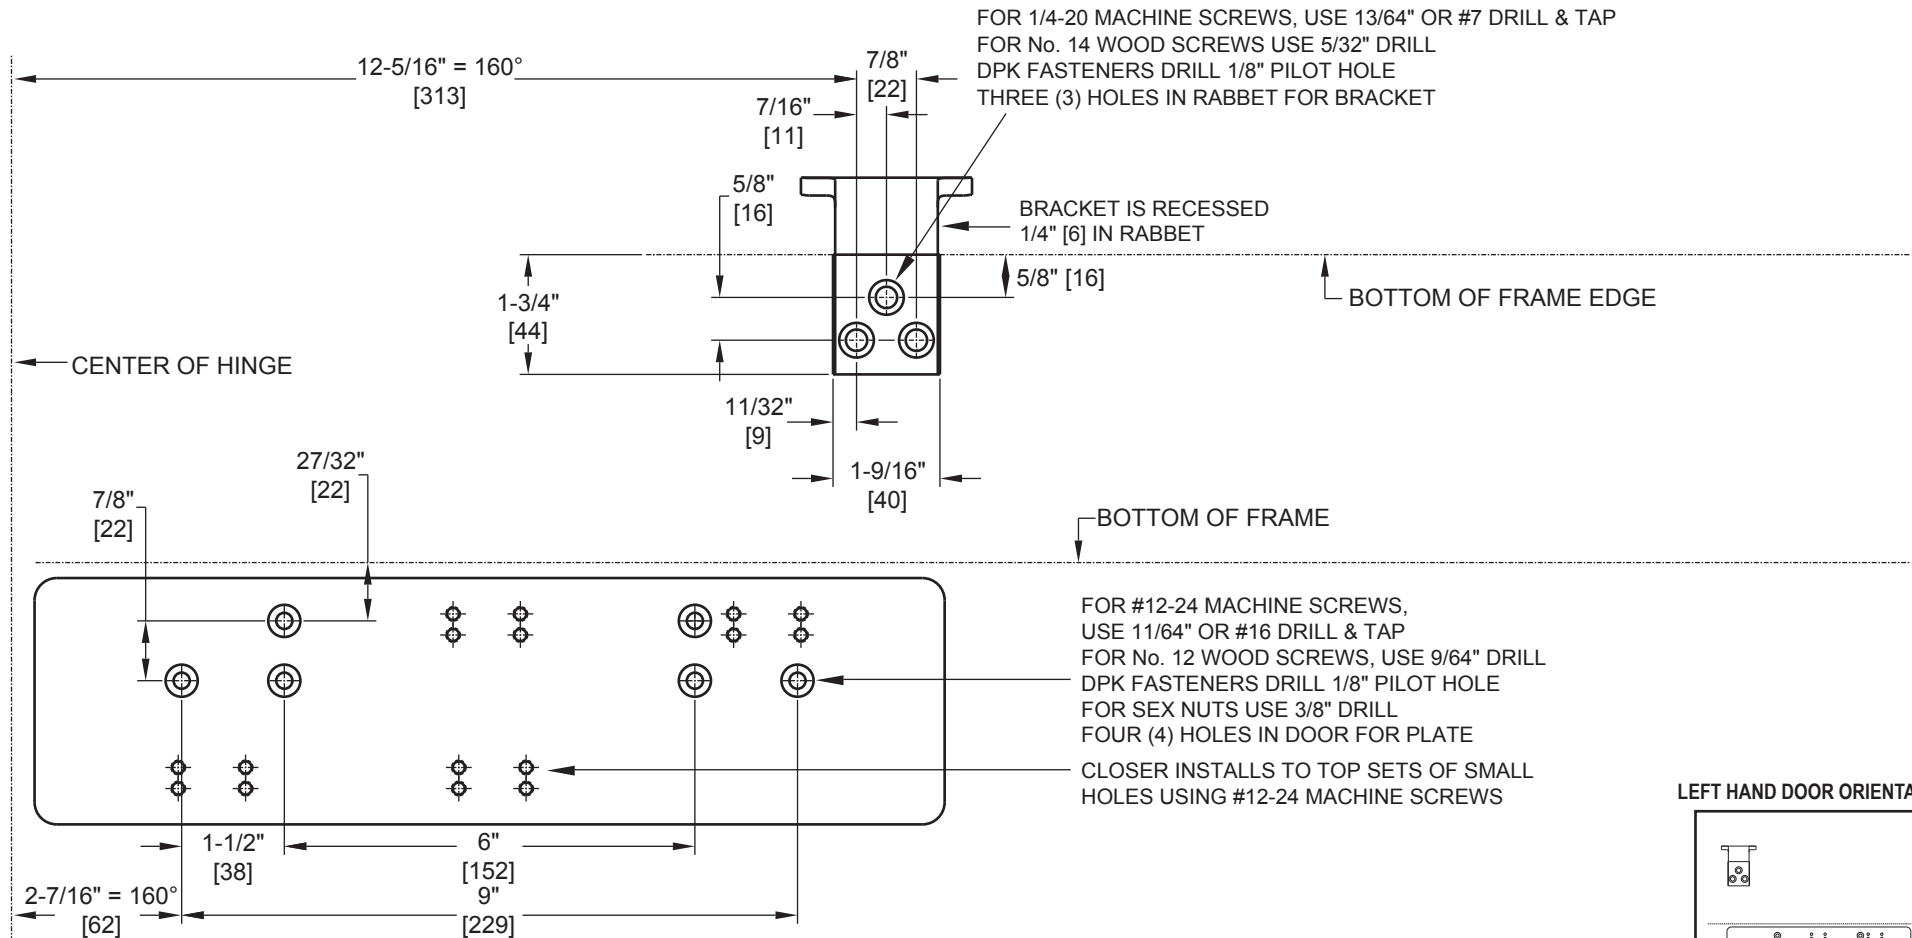 FOR 1/4-20 MACHINE SCREWS, USE 13/64" OR #7 DRILL & TAP
FOR No. 14 WOOD SCREWS USE 5/32" DRILL
DPK FASTENERS DRILL 1/8" PILOT HOLE
THREE (3) HOLES IN RABBET FOR BRACKET
12-5/16" = 160°
[313]
7/8"
[22]
7/16"
[11]
5/8"
[16]
BRACKET IS RECESSED
1/4" [6] IN RABBET
5/8" [16]
1-3/4"
[44]
BOTTOM OF FRAME EDGE
CENTER OF HINGE
11/32"
[9]
1-9/16"
[40]
27/32"
[22]
7/8"
[22]
BOTTOM OF FRAME
FOR #12-24 MACHINE SCREWS,
USE 11/64" OR #16 DRILL & TAP
FOR No. 12 WOOD SCREWS, USE 9/64" DRILL
DPK FASTENERS DRILL 1/8" PILOT HOLE
FOR SEX NUTS USE 3/8" DRILL
FOUR (4) HOLES IN DOOR FOR PLATE
CLOSER INSTALLS TO TOP SETS OF SMALL
HOLES USING #12-24 MACHINE SCREWS
LEFT HAND DOOR ORIENTA
1-1/2"
[38]
6"
[152]
2-7/16" = 160°
[62]
9"
[229]